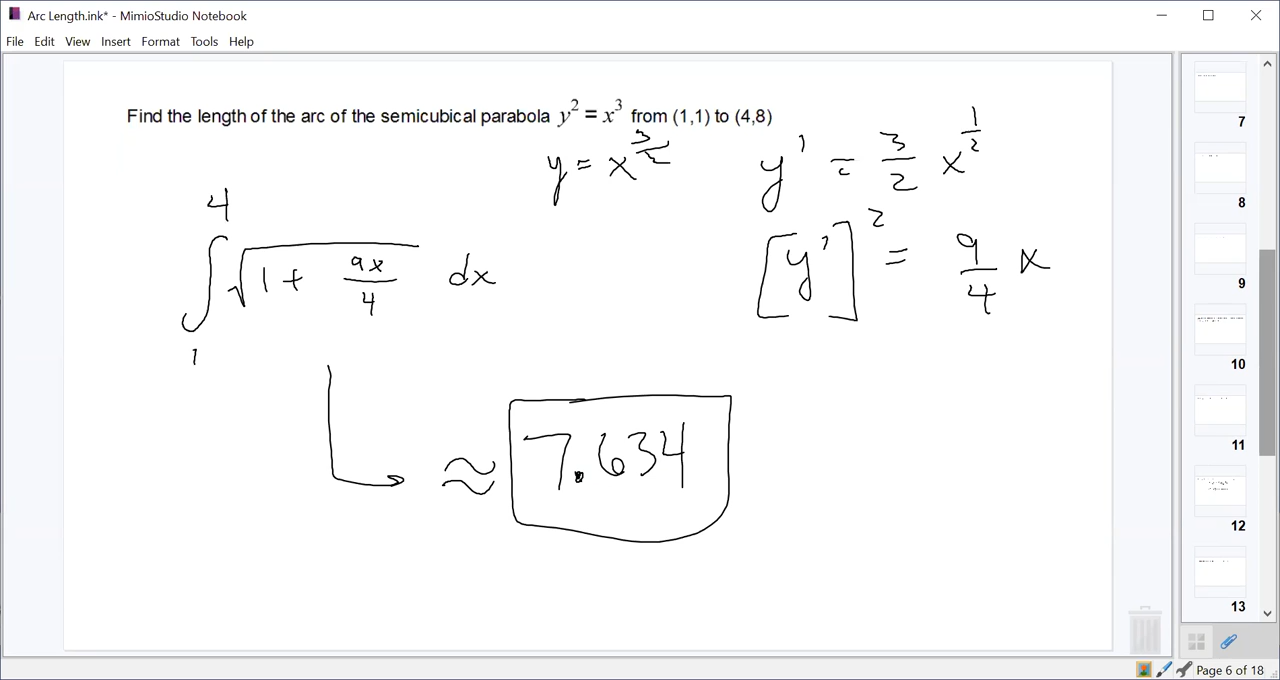 Arc Length.ink* - MimioStudio Notebook
File Edit View Insert Format Tools Help
Find the length of the arc of the semicubical parabola y² = x³ from (1,1) to (4,8)
y = x^(3/2)
y' = 3/2 x^(1/2)
[y']² = 9/4 x
∫₁⁴ √(1 + 9x/4) dx
≈ 7.634
7
8
9
10
11
12
13
Page 6 of 18